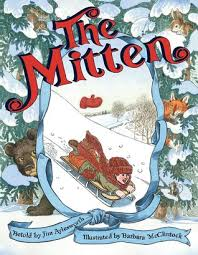 The
Mitten
Retold by Jim Aylesworth Illustrated by Barbara McClintock